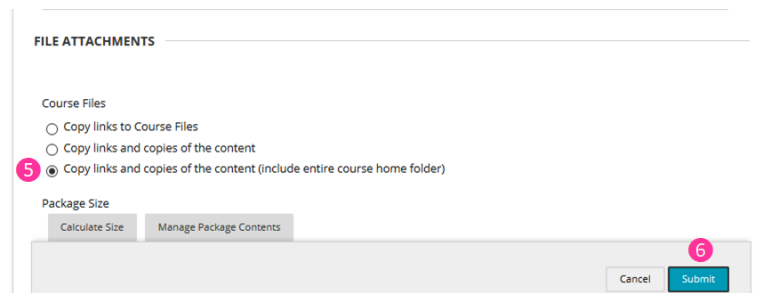 FILE ATTACHMENTS
Course Files
Copy links to Course Files
Copy links and copies of the content
5 Copy links and copies of the content (include entire course home folder)
Package Size
Calculate Size Manage Package Contents
6
Cancel Submit